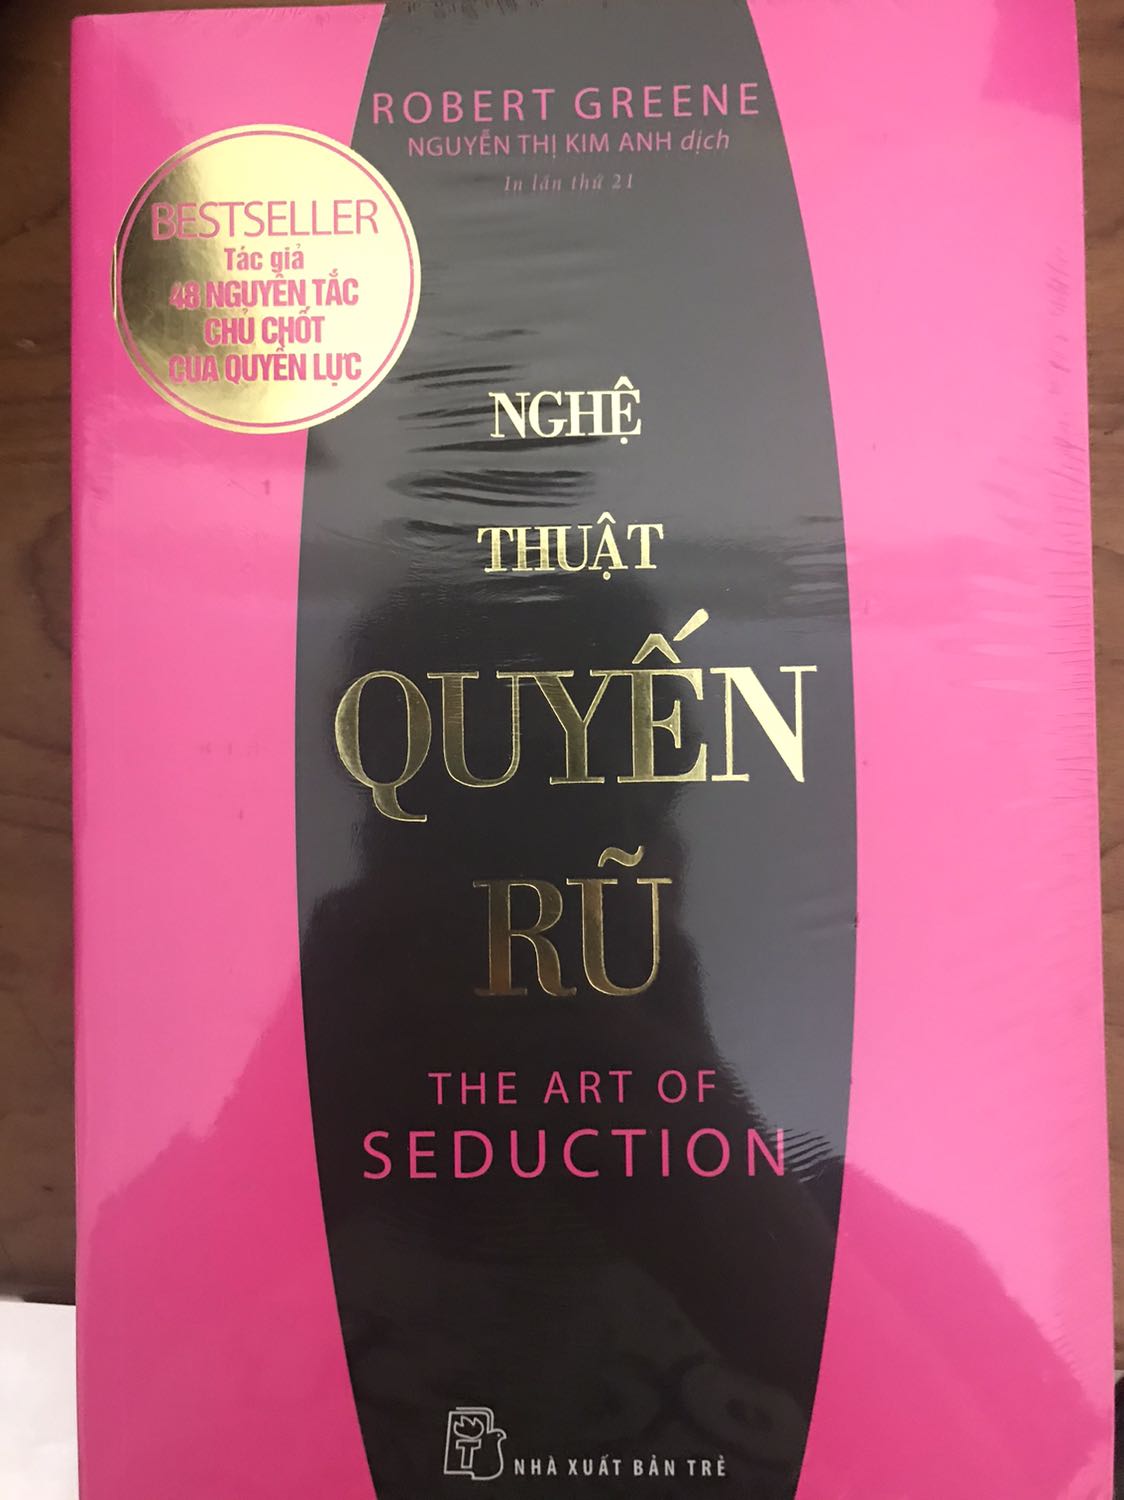 ROBERT GREENE
NGUYỄN THỊ KIM ANH dịch
In lần thứ 21
BESTSELLER
Tác giả
48 NGUYÊN TẮC
CHỦ CHỐT
CỦA QUYỀN LỰC
NGHỆ
THUẬT
QUYẾN
RŨ
THE ART OF
SEDUCTION
NHÀ XUẤT BẢN TRẺ